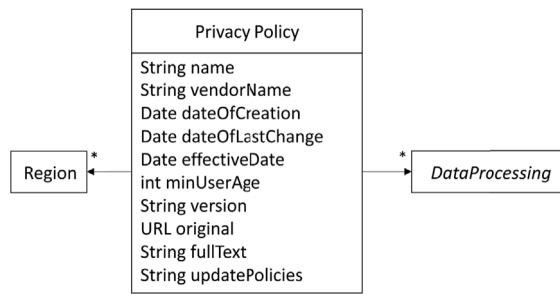 Privacy Policy
String name
String vendorName
Date dateOfCreation
Date dateOfLastChange
Date effectiveDate
int minUserAge
String version
URL original
String fullText
String updatePolicies
*
Region
*
DataProcessing